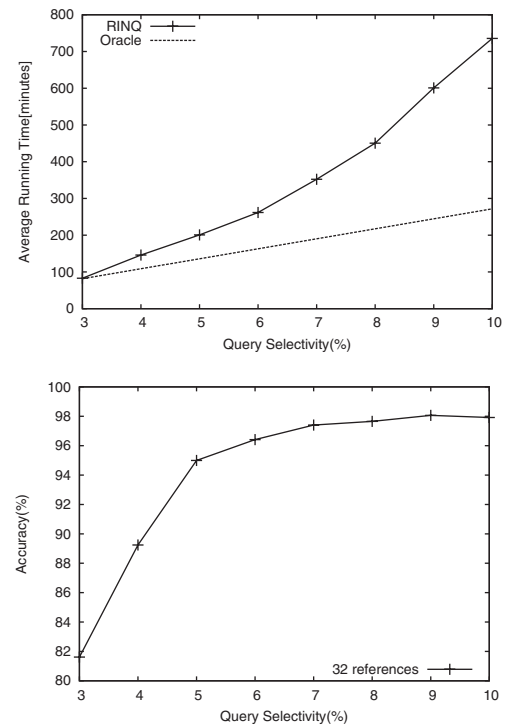 800
700
600
500
400
300
200
100
0
Average Running Time[minutes]
RINQ
Oracle
3 4 5 6 7 8 9 10
Query Selectivity(%)
100
98
96
94
92
90
88
86
84
82
80
Accuracy(%)
32 references
3 4 5 6 7 8 9 10
Query Selectivity(%)